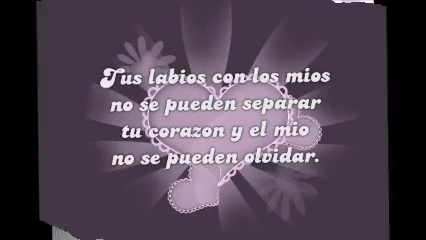 Tus labios con los mios
no se pueden separar
tu corazon y el mio
no se pueden olvidar.